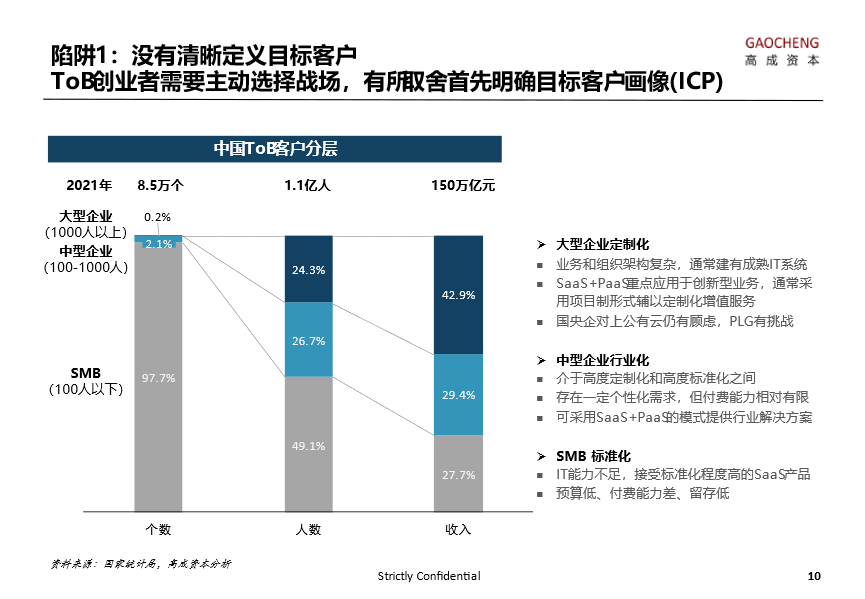 陷阱1：没有清晰定义目标客户
ToB创业者需要主动选择战场，有所取舍首先明确目标客户画像(ICP)
GAOCHENG
高成资本
中国ToB客户分层
2021年 8.5万个 1.1亿人 150万亿元
大型企业
(1000人以上)
中型企业
(100-1000人)
SMB
(100人以下)
0.2%
2.1%
97.7%
24.3%
26.7%
49.1%
42.9%
29.4%
27.7%
个数 人数 收入
➢ 大型企业定制化
▪ 业务和组织架构复杂，通常建有成熟IT系统
▪ SaaS+PaaS重点应用于创新型业务，通常采
用项目制形式辅以定制化增值服务
▪ 国央企对上公有云仍有顾虑，PLG有挑战
➢ 中型企业行业化
▪ 介于高度定制化和高度标准化之间
▪ 存在一定个性化需求，但付费能力相对有限
▪ 可采用SaaS+PaaS的模式提供行业解决方案
➢ SMB 标准化
▪ IT能力不足，接受标准化程度高的SaaS产品
▪ 预算低、付费能力差、留存低
资料来源：国家统计局，高成资本分析
Strictly Confidential
10